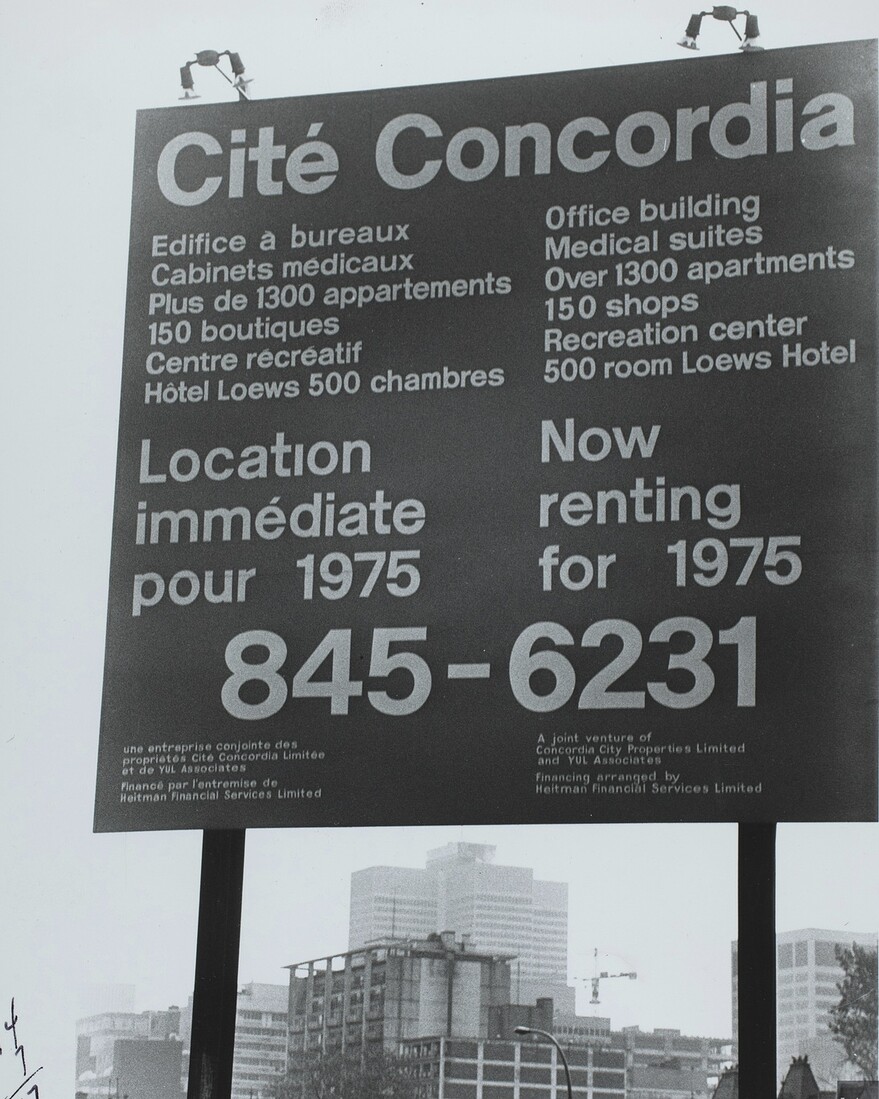 Cité Concordia
Edifice à bureaux
Cabinets médicaux
Plus de 1300 appartements
150 boutiques
Centre récréatif
Hôtel Loews 500 chambres
Office building
Medical suites
Over 1300 apartments
150 shops
Recreation center
500 room Loews Hotel
Location
immédiate
pour 1975
Now
renting
for 1975
845-6231
une entreprise conjointe des
propriétés Cité Concordia Limitée
et de YUL Associates
Financé par l'entremise de
Heitman Financial Services Limited
A joint venture of
Concordia City Properties Limited
and YUL Associates
Financing arranged by
Heitman Financial Services Limited